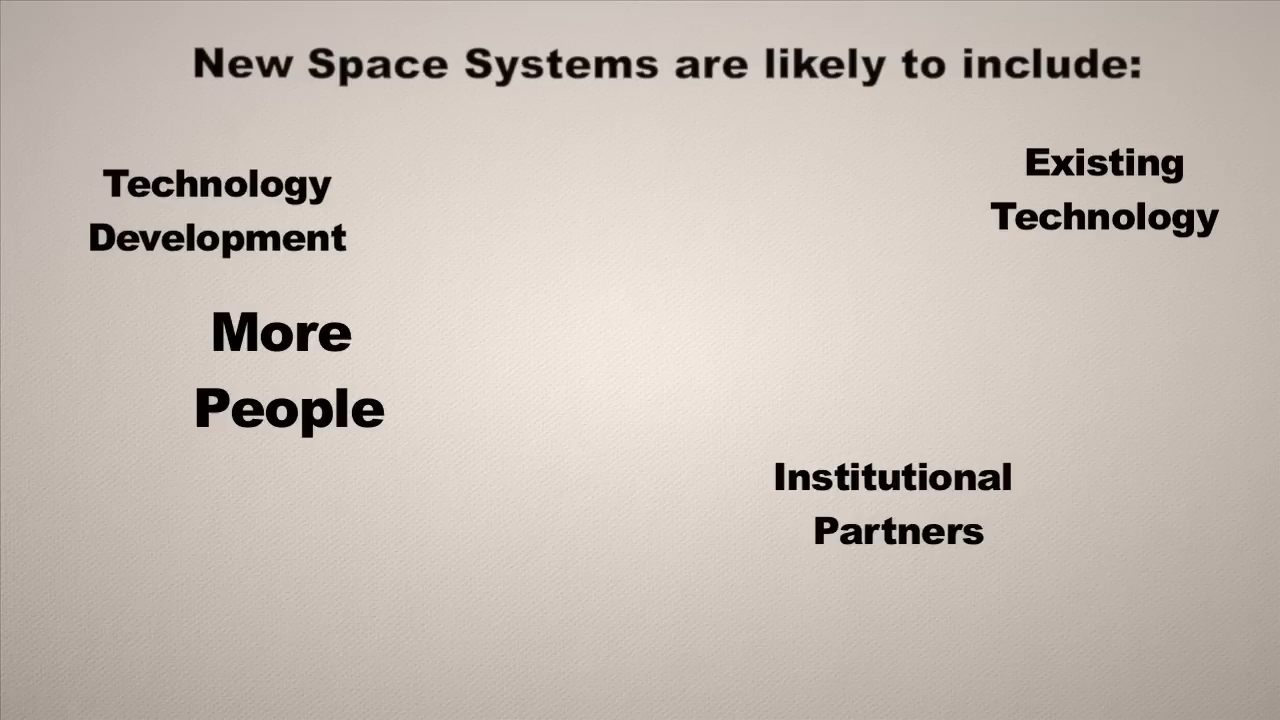 New Space Systems are likely to include:
Technology
Development
Existing
Technology
More
People
Institutional
Partners